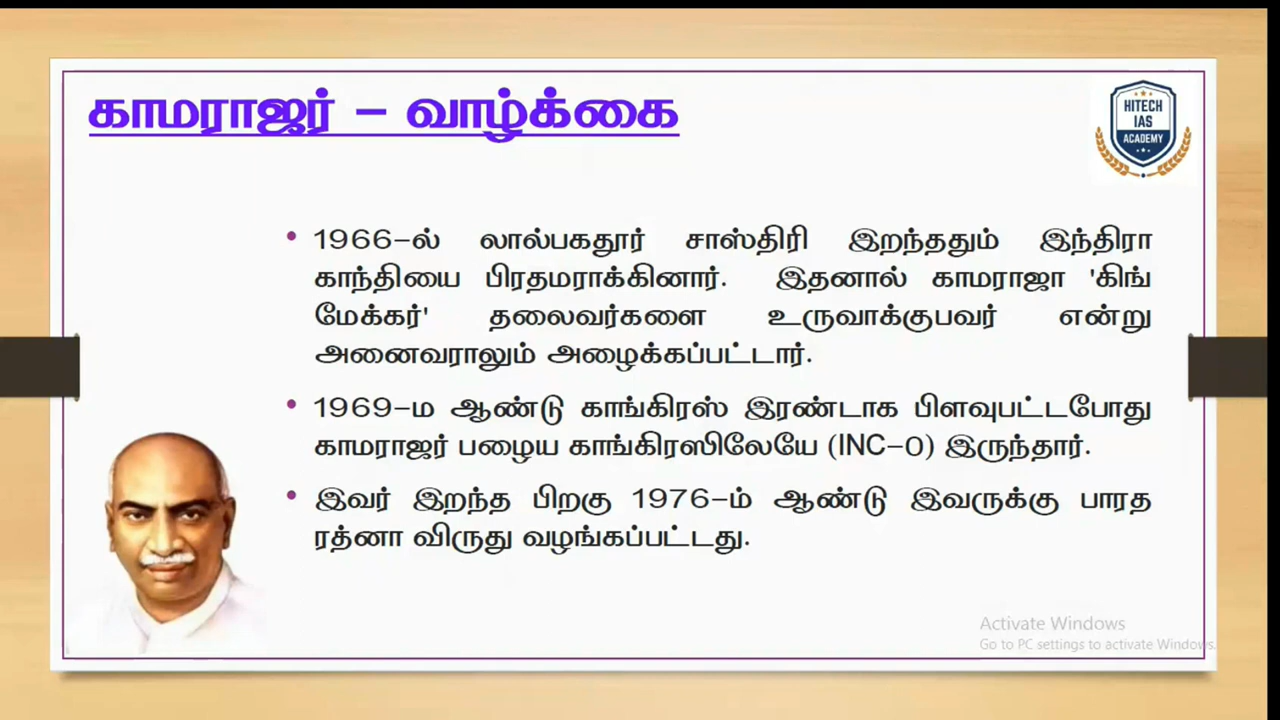 காமராஜர் – வாழ்க்கை
HITECH
IAS
ACADEMY
• 1966–ல் லால்பகதூர் சாஸ்திரி இறந்ததும் இந்திரா
காந்தியை பிரதமராக்கினார். இதனால் காமராஜா 'கிங்
மேக்கர்' தலைவர்களை உருவாக்குபவர் என்று
அனைவராலும் அழைக்கப்பட்டார்.
• 1969–ம ஆண்டு காங்கிரஸ் இரண்டாக பிளவுபட்டபோது
காமராஜர் பழைய காங்கிரஸிலேயே (INC–O) இருந்தார்.
• இவர் இறந்த பிறகு 1976–ம் ஆண்டு இவருக்கு பாரத
ரத்னா விருது வழங்கப்பட்டது.
Activate Windows
Go to PC settings to activate Windows.